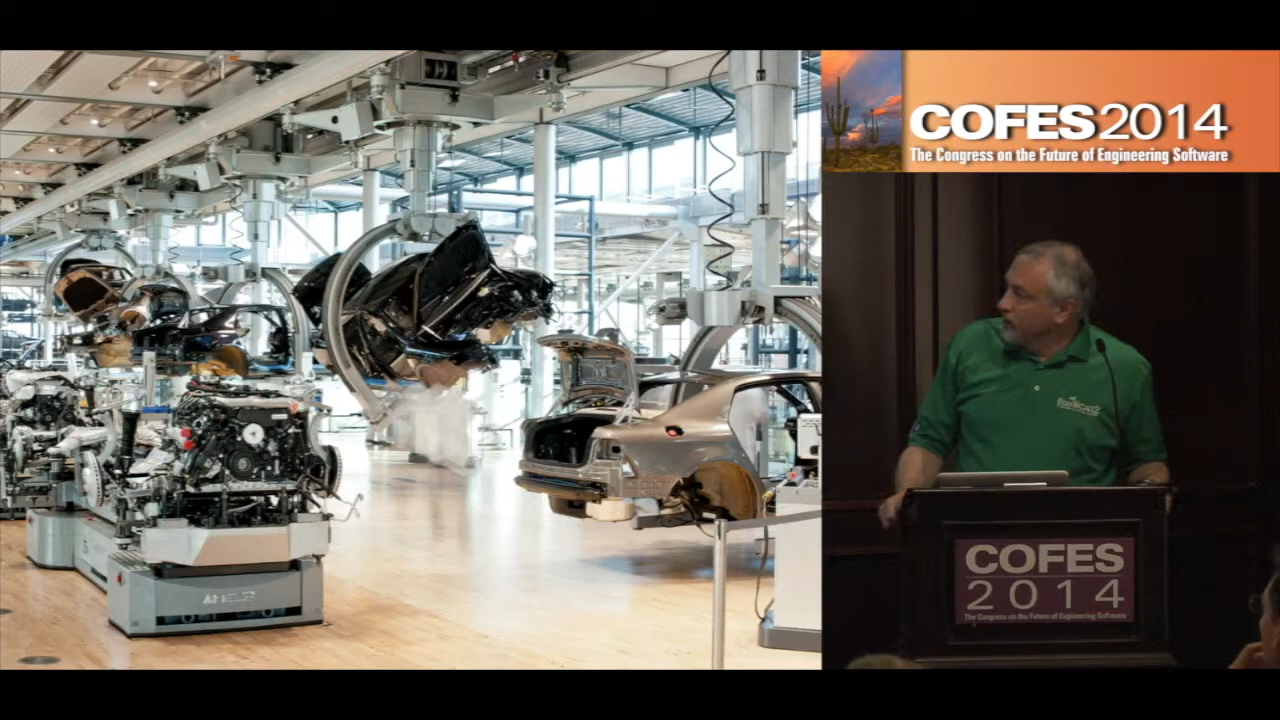 COFES2014
The Congress on the Future of Engineering Software
COFES
2014
The Congress on the Future of Engineering Software